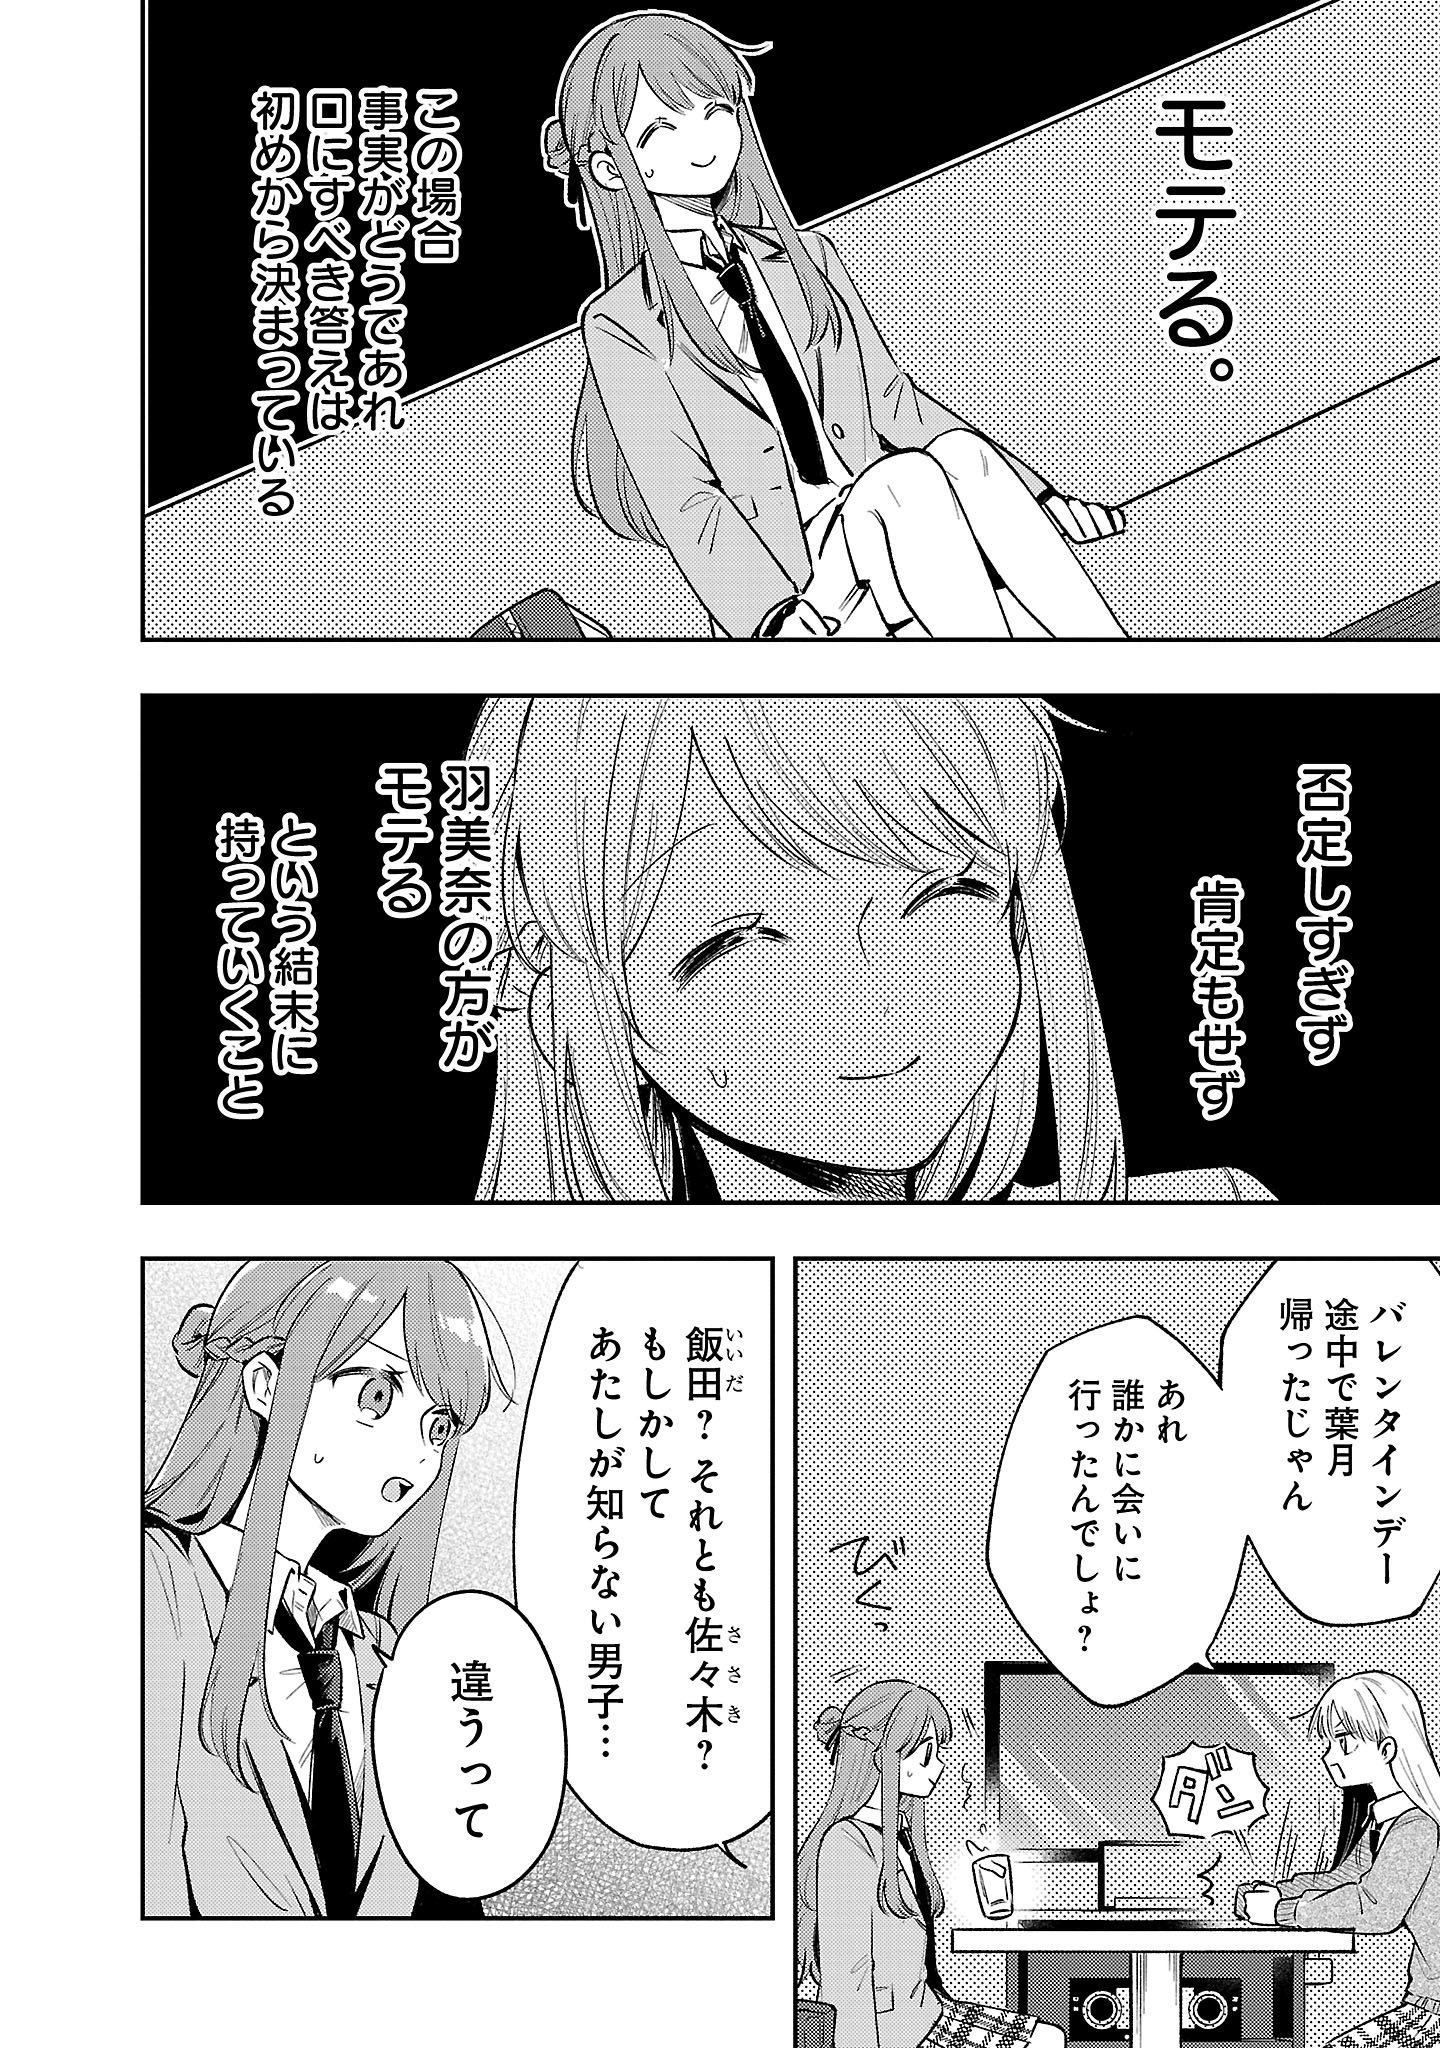 モテる。
この場合
事実がどうであれ
口にすべき答えは
初めから決まっている
否定しすぎず
肯定もせず
羽美奈の方が
モテる
という結末に
持っていくこと
バレンタインデー
途中で葉月
帰ったじゃん
あれ
誰かに会いに
行ったんでしょ?
びくっ
ダン
飯田?それとも佐々木?
いいだ
ささき
もしかして
あたしが知らない男子…
違うって